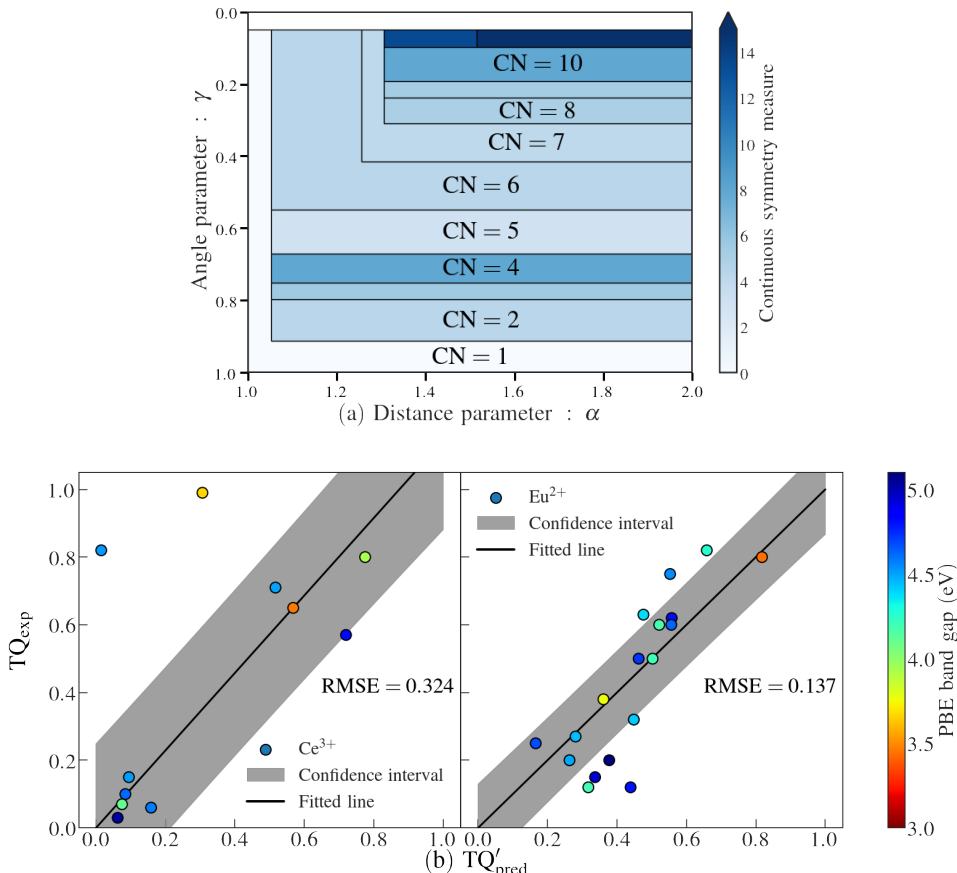 0.0
0.2
0.4
0.6
0.8
1.0
Angle parameter : γ
CN = 10
CN = 8
CN = 7
CN = 6
CN = 5
CN = 4
CN = 2
CN = 1
1.0 1.2 1.4 1.6 1.8 2.0
(a) Distance parameter : α
14
12
10
8
6
4
2
0
Continuous symmetry measure
1.0
0.8
0.6
0.4
0.2
0.0
TQexp
RMSE = 0.324
Ce³⁺
Confidence interval
Fitted line
0.0 0.2 0.4 0.6 0.8 1.0
Eu²⁺
Confidence interval
Fitted line
RMSE = 0.137
0.0 0.2 0.4 0.6 0.8 1.0
(b) TQ′pred
5.0
4.5
4.0
3.5
3.0
PBE band gap (eV)